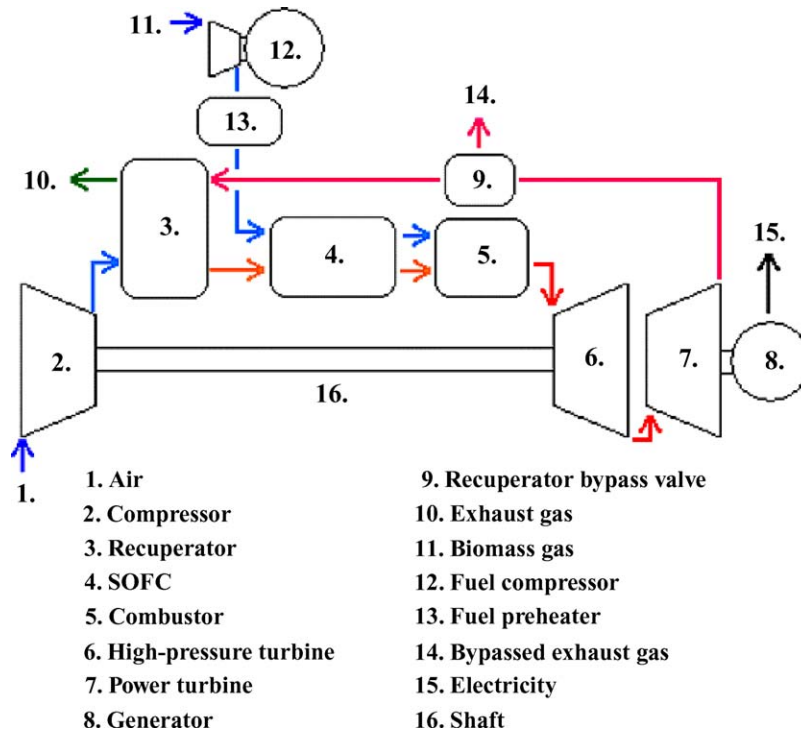 11.
12.
14.
13.
10.
9.
3.
15.
4.
5.
2.
6.
7.
8.
16.
1.
1. Air
2. Compressor
3. Recuperator
4. SOFC
5. Combustor
6. High-pressure turbine
7. Power turbine
8. Generator
9. Recuperator bypass valve
10. Exhaust gas
11. Biomass gas
12. Fuel compressor
13. Fuel preheater
14. Bypassed exhaust gas
15. Electricity
16. Shaft